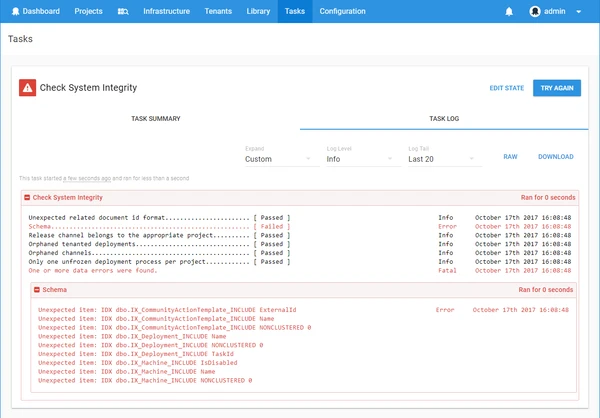 Dashboard Projects Infrastructure Tenants Library Tasks Configuration admin
Tasks
Check System Integrity EDIT STATE TRY AGAIN
TASK SUMMARY TASK LOG
Expand Log Level Log Tail
Custom Info Last 20 RAW DOWNLOAD
This task started a few seconds ago and ran for less than a second
Check System Integrity Ran for 0 seconds
Unexpected related document id format........................ [ Passed ] Info October 17th 2017 16:08:48
Schema........................................................ [ Failed ] Error October 17th 2017 16:08:48
Release channel belongs to the appropriate project.......... [ Passed ] Info October 17th 2017 16:08:48
Orphaned tenanted deployments................................ [ Passed ] Info October 17th 2017 16:08:48
Orphaned channels............................................. [ Passed ] Info October 17th 2017 16:08:48
Only one unfrozen deployment process per project............ [ Passed ] Info October 17th 2017 16:08:48
One or more data errors were found. Fatal October 17th 2017 16:08:48
Schema Ran for 0 seconds
Unexpected item: IDX dbo.IX_CommunityActionTemplate_INCLUDE ExternalId Error October 17th 2017 16:08:48
Unexpected item: IDX dbo.IX_CommunityActionTemplate_INCLUDE Name
Unexpected item: IDX dbo.IX_CommunityActionTemplate_INCLUDE NONCLUSTERED 0
Unexpected item: IDX dbo.IX_Deployment_INCLUDE Name
Unexpected item: IDX dbo.IX_Deployment_INCLUDE NONCLUSTERED 0
Unexpected item: IDX dbo.IX_Deployment_INCLUDE TaskId
Unexpected item: IDX dbo.IX_Machine_INCLUDE IsDisabled
Unexpected item: IDX dbo.IX_Machine_INCLUDE Name
Unexpected item: IDX dbo.IX_Machine_INCLUDE NONCLUSTERED 0